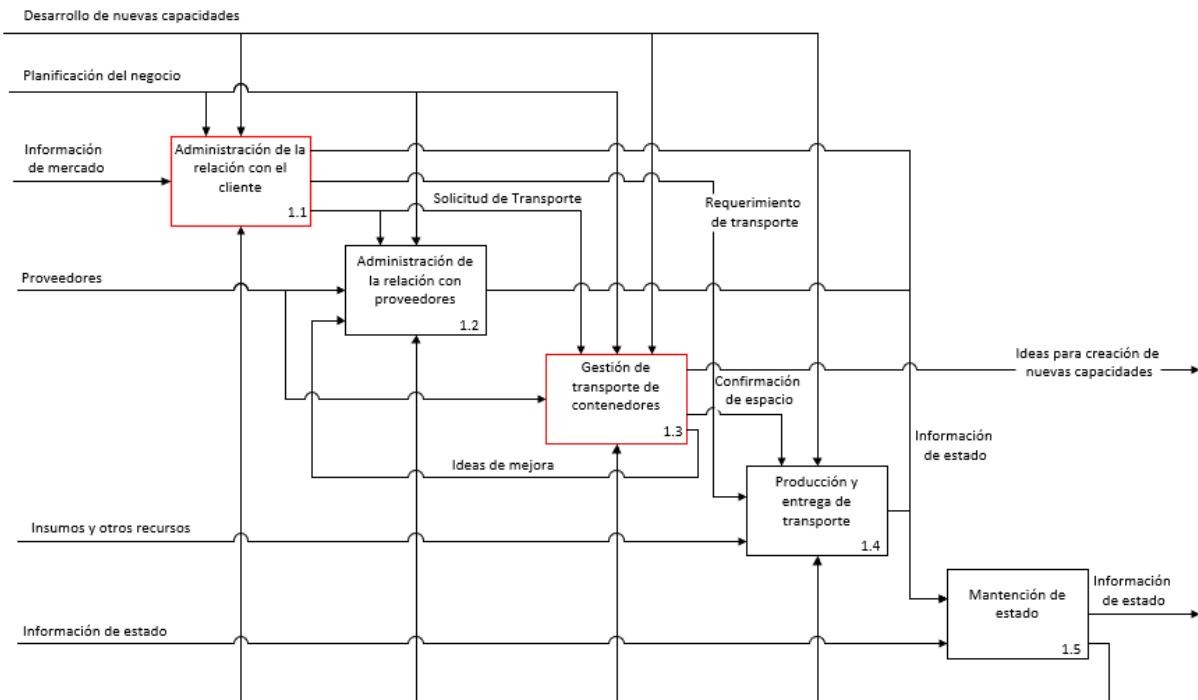 Desarrollo de nuevas capacidades
Planificación del negocio
Información
de mercado
Administración de la
relación con el
cliente
1.1
Solicitud de Transporte
Requerimiento
de transporte
Proveedores
Administración de
la relación con
proveedores
1.2
Gestión de
transporte de
contenedores
1.3
Ideas para creación de
nuevas capacidades
Confirmación
de espacio
Ideas de mejora
Información
de estado
Producción y
entrega de
transporte
1.4
Insumos y otros recursos
Mantención de
estado
1.5
Información
de estado
Información de estado